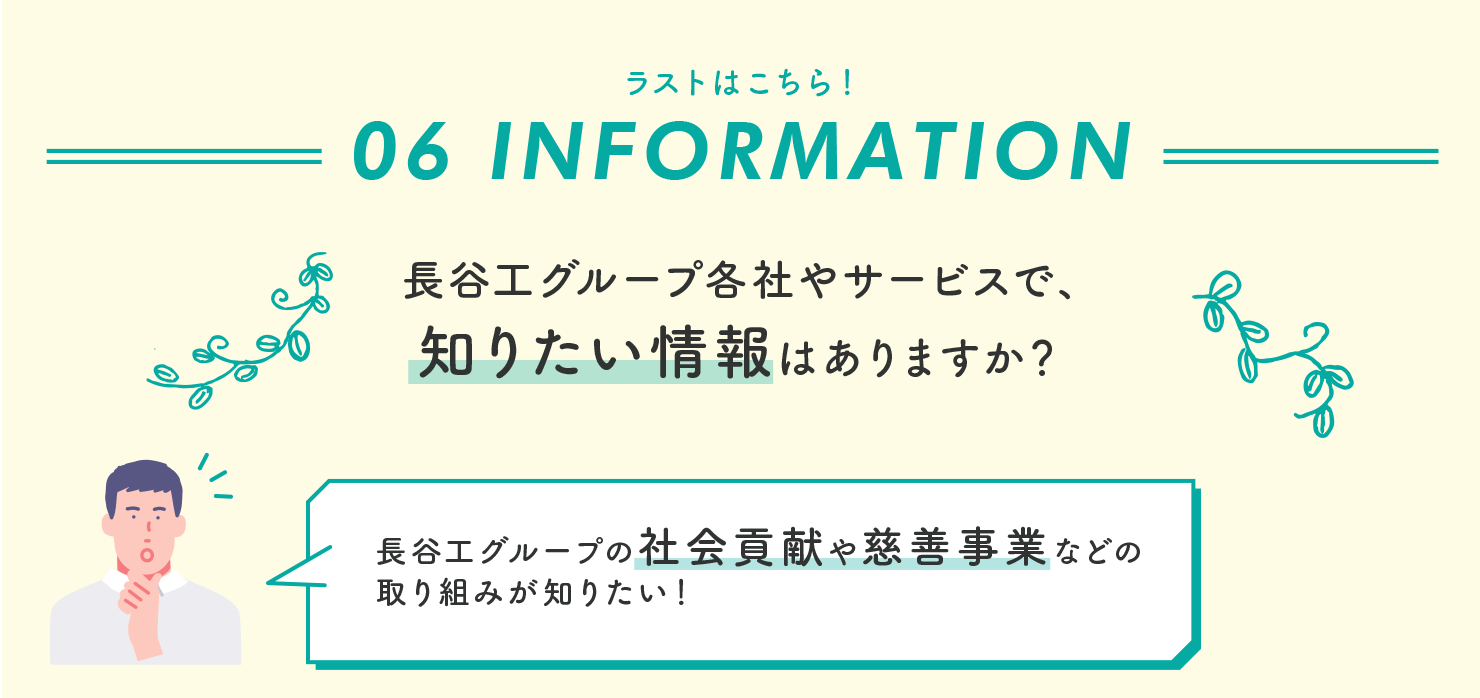 ラストはこちら！
06 INFORMATION
長谷工グループ各社やサービスで、
知りたい情報はありますか？
長谷工グループの社会貢献や慈善事業などの
取り組みが知りたい！